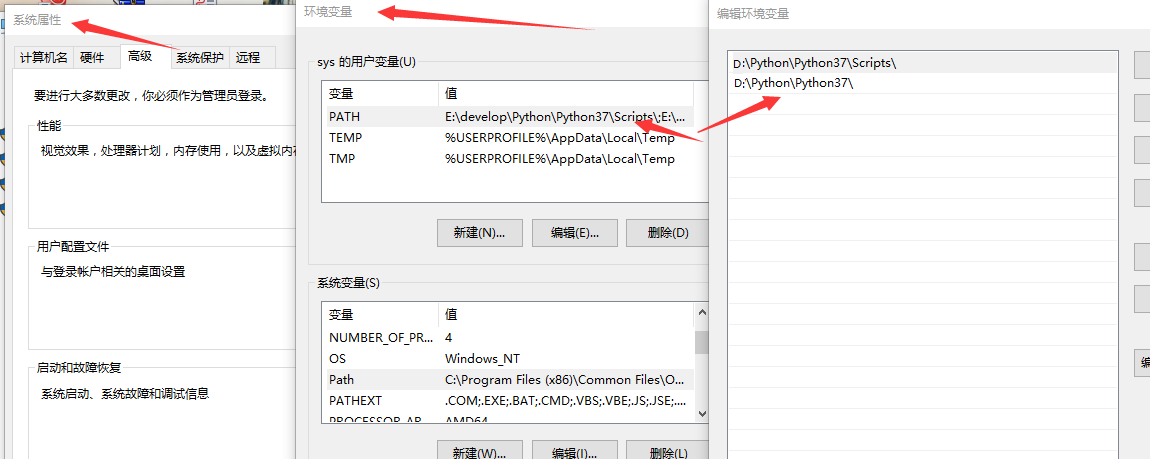 系统属性
计算机名 硬件 高级 系统保护 远程
要进行大多数更改，你必须作为管理员登录。
性能
视觉效果，处理器计划，内存使用，以及虚拟内存
用户配置文件
与登录帐户相关的桌面设置
启动和故障恢复
系统启动、系统故障和调试信息
环境变量
sys 的用户变量(U)
变量 值
PATH E:\develop\Python\Python37\Scripts\;E:\...
TEMP %USERPROFILE%\AppData\Local\Temp
TMP %USERPROFILE%\AppData\Local\Temp
新建(N)... 编辑(E)... 删除(D)
系统变量(S)
变量 值
NUMBER_OF_PR... 4
OS Windows_NT
Path C:\Program Files (x86)\Common Files\O...
PATHEXT .COM;.EXE;.BAT;.CMD;.VBS;.VBE;.JS;.JSE;....
PROCESSOR_AR... AMD64
新建(W)... 编辑(I)... 删除(L)
编辑环境变量
D:\Python\Python37\Scripts\
D:\Python\Python37\
编